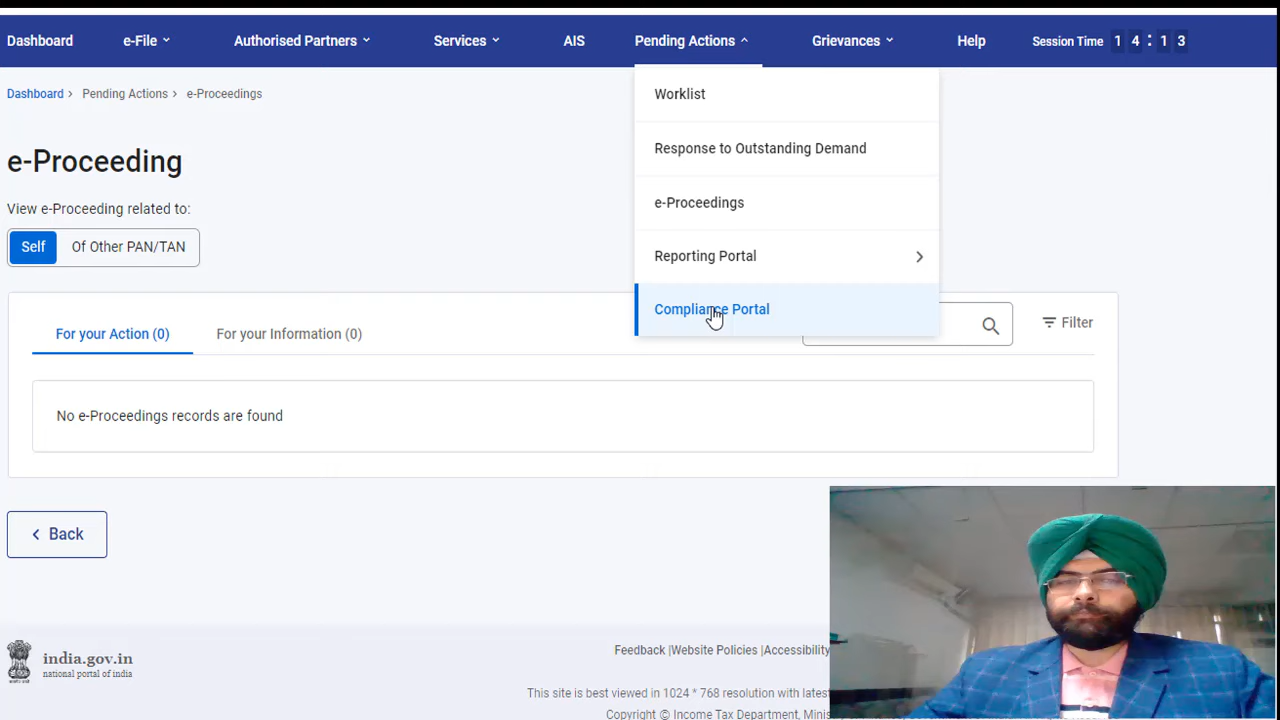 Dashboard e-File Authorised Partners Services AIS Pending Actions Grievances Help Session Time 1 4 : 1 3
Dashboard > Pending Actions > e-Proceedings
Worklist
Response to Outstanding Demand
e-Proceedings
Reporting Portal
Compliance Portal
e-Proceeding
View e-Proceeding related to:
Self Of Other PAN/TAN
For your Action (0) For your Information (0)
Filter
No e-Proceedings records are found
< Back
india.gov.in
national portal of india
Feedback |Website Policies |Accessibility
This site is best viewed in 1024 * 768 resolution with latest
Copyright © Income Tax Department,